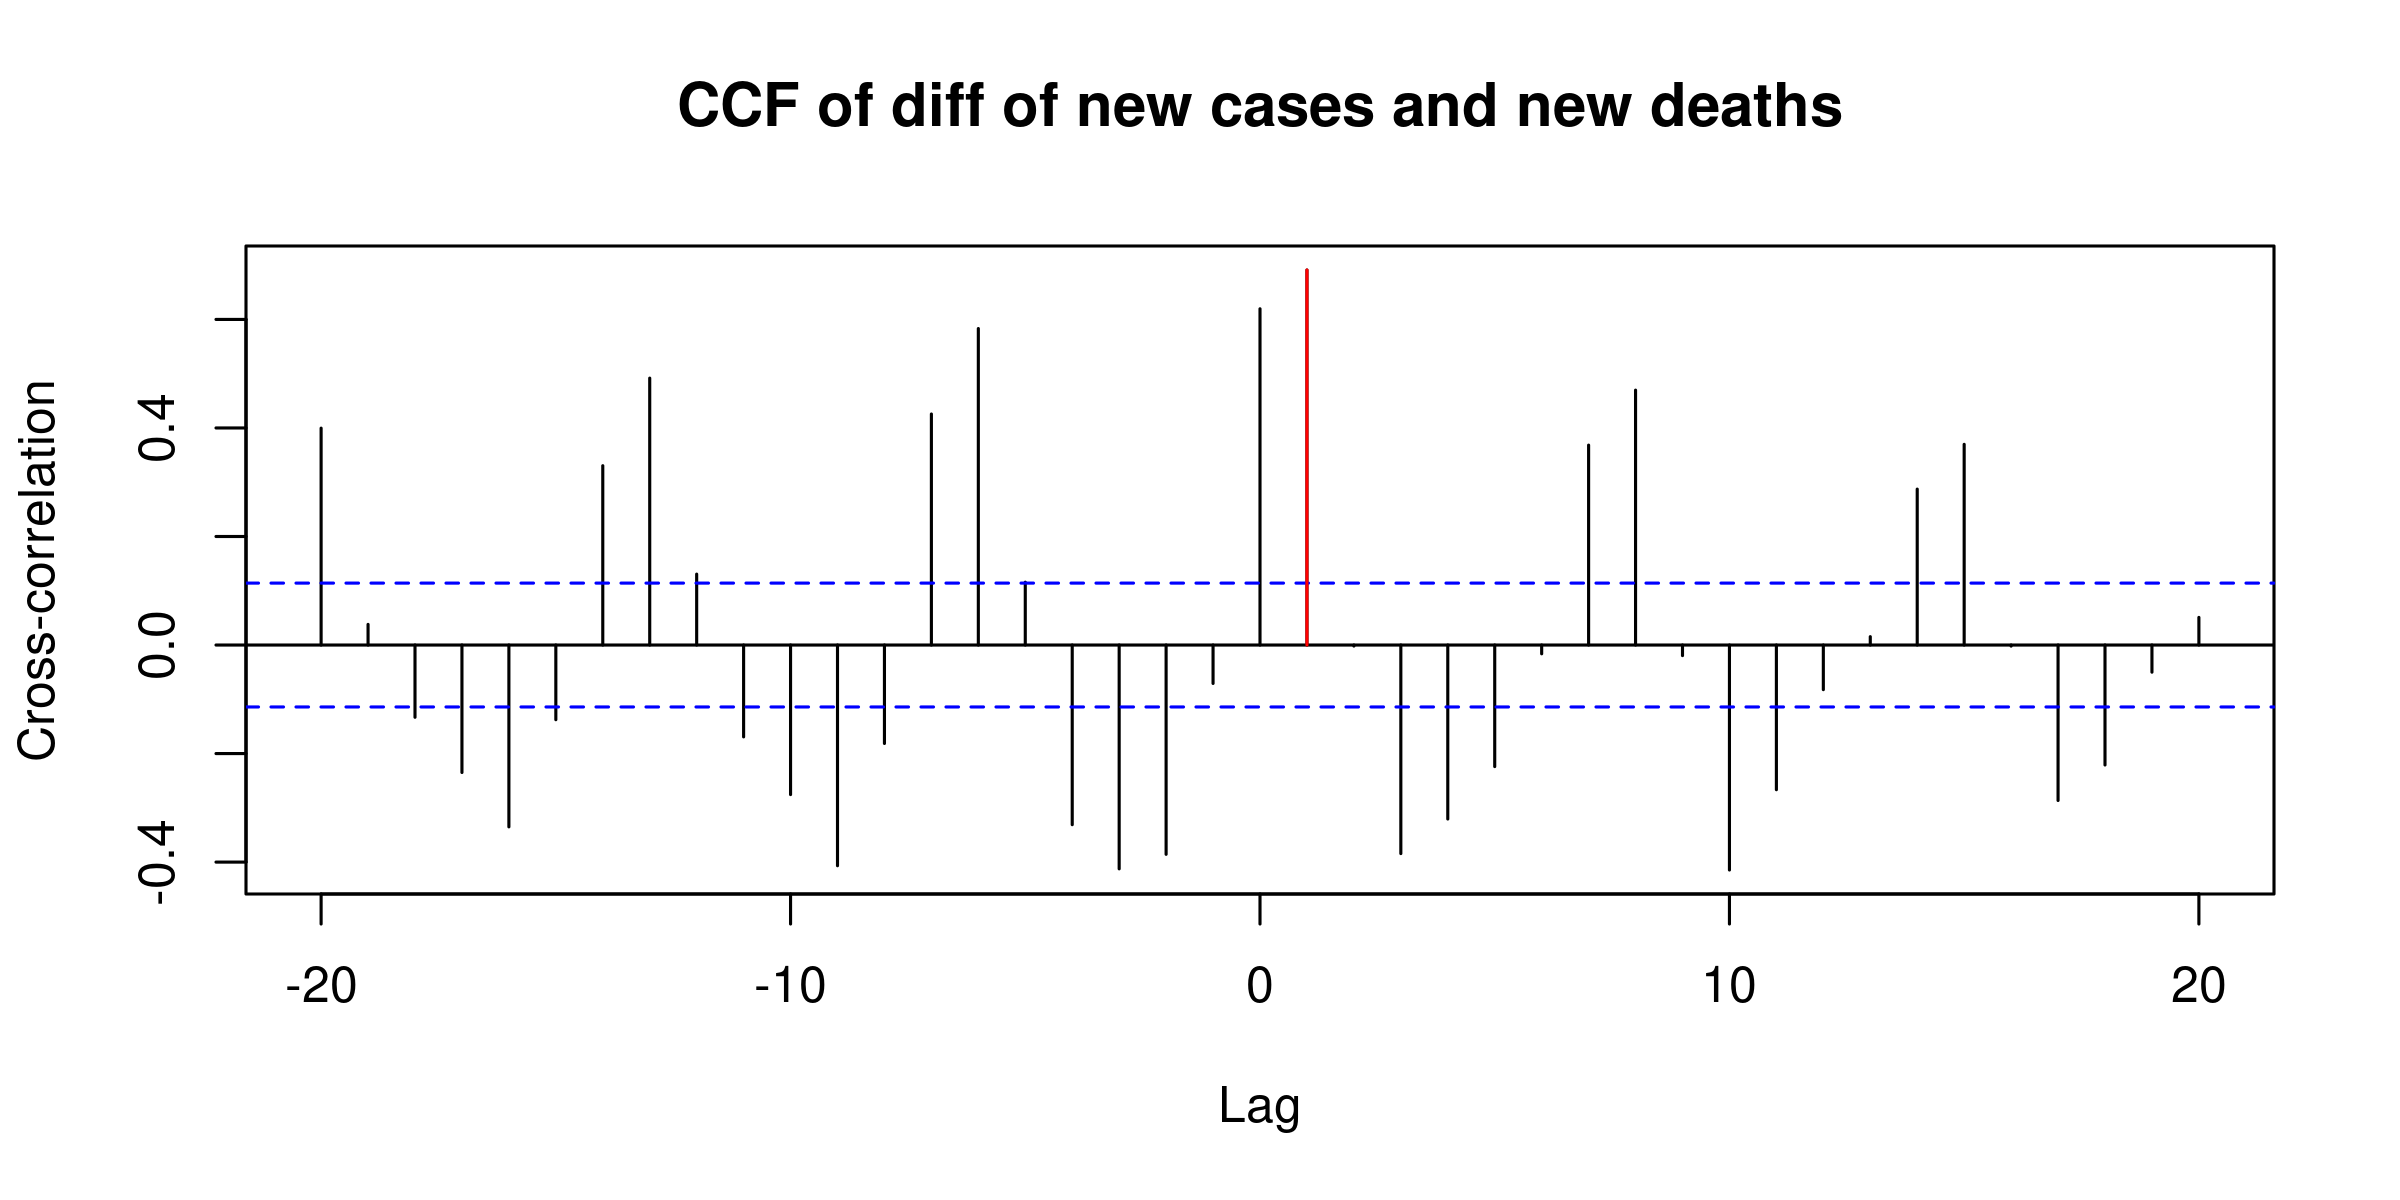 CCF of diff of new cases and new deaths
Cross-correlation
0.4
0.0
-0.4
-20 -10 0 10 20
Lag